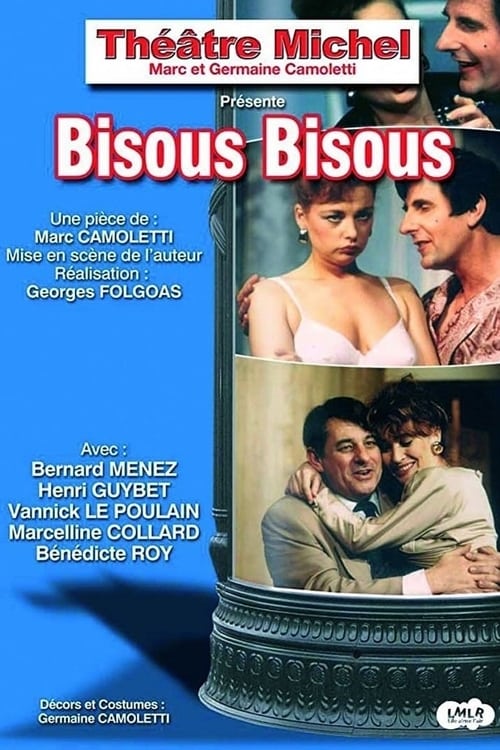 Théâtre Michel
Marc et Germaine Camoletti
Présente
Bisous Bisous
Une pièce de :
Marc CAMOLETTI
Mise en scène de l'auteur
Réalisation :
Georges FOLGOAS
Avec :
Bernard MENEZ
Henri GUYBET
Vannick LE POULAIN
Marcelline COLLARD
Bénédicte ROY
Décors et Costumes :
Germaine CAMOLETTI
LMLR